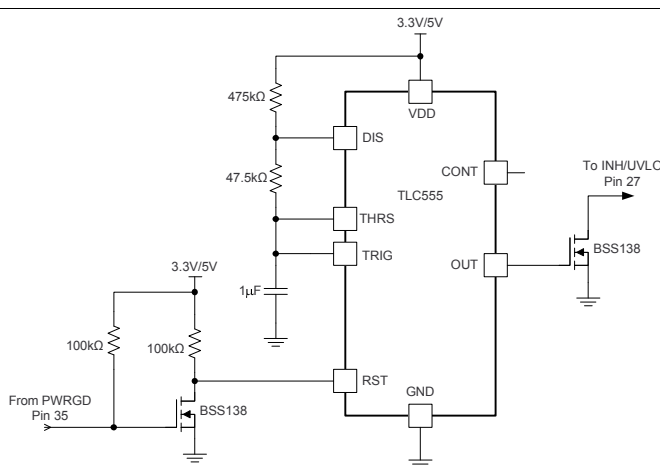 3.3V/5V
475kΩ
VDD
DIS
To INH/UVLO
Pin 27
CONT
47.5kΩ
TLC555
THRS
BSS138
TRIG
OUT
3.3V/5V
1μF
100kΩ
100kΩ
RST
GND
From PWRGD
Pin 35
BSS138